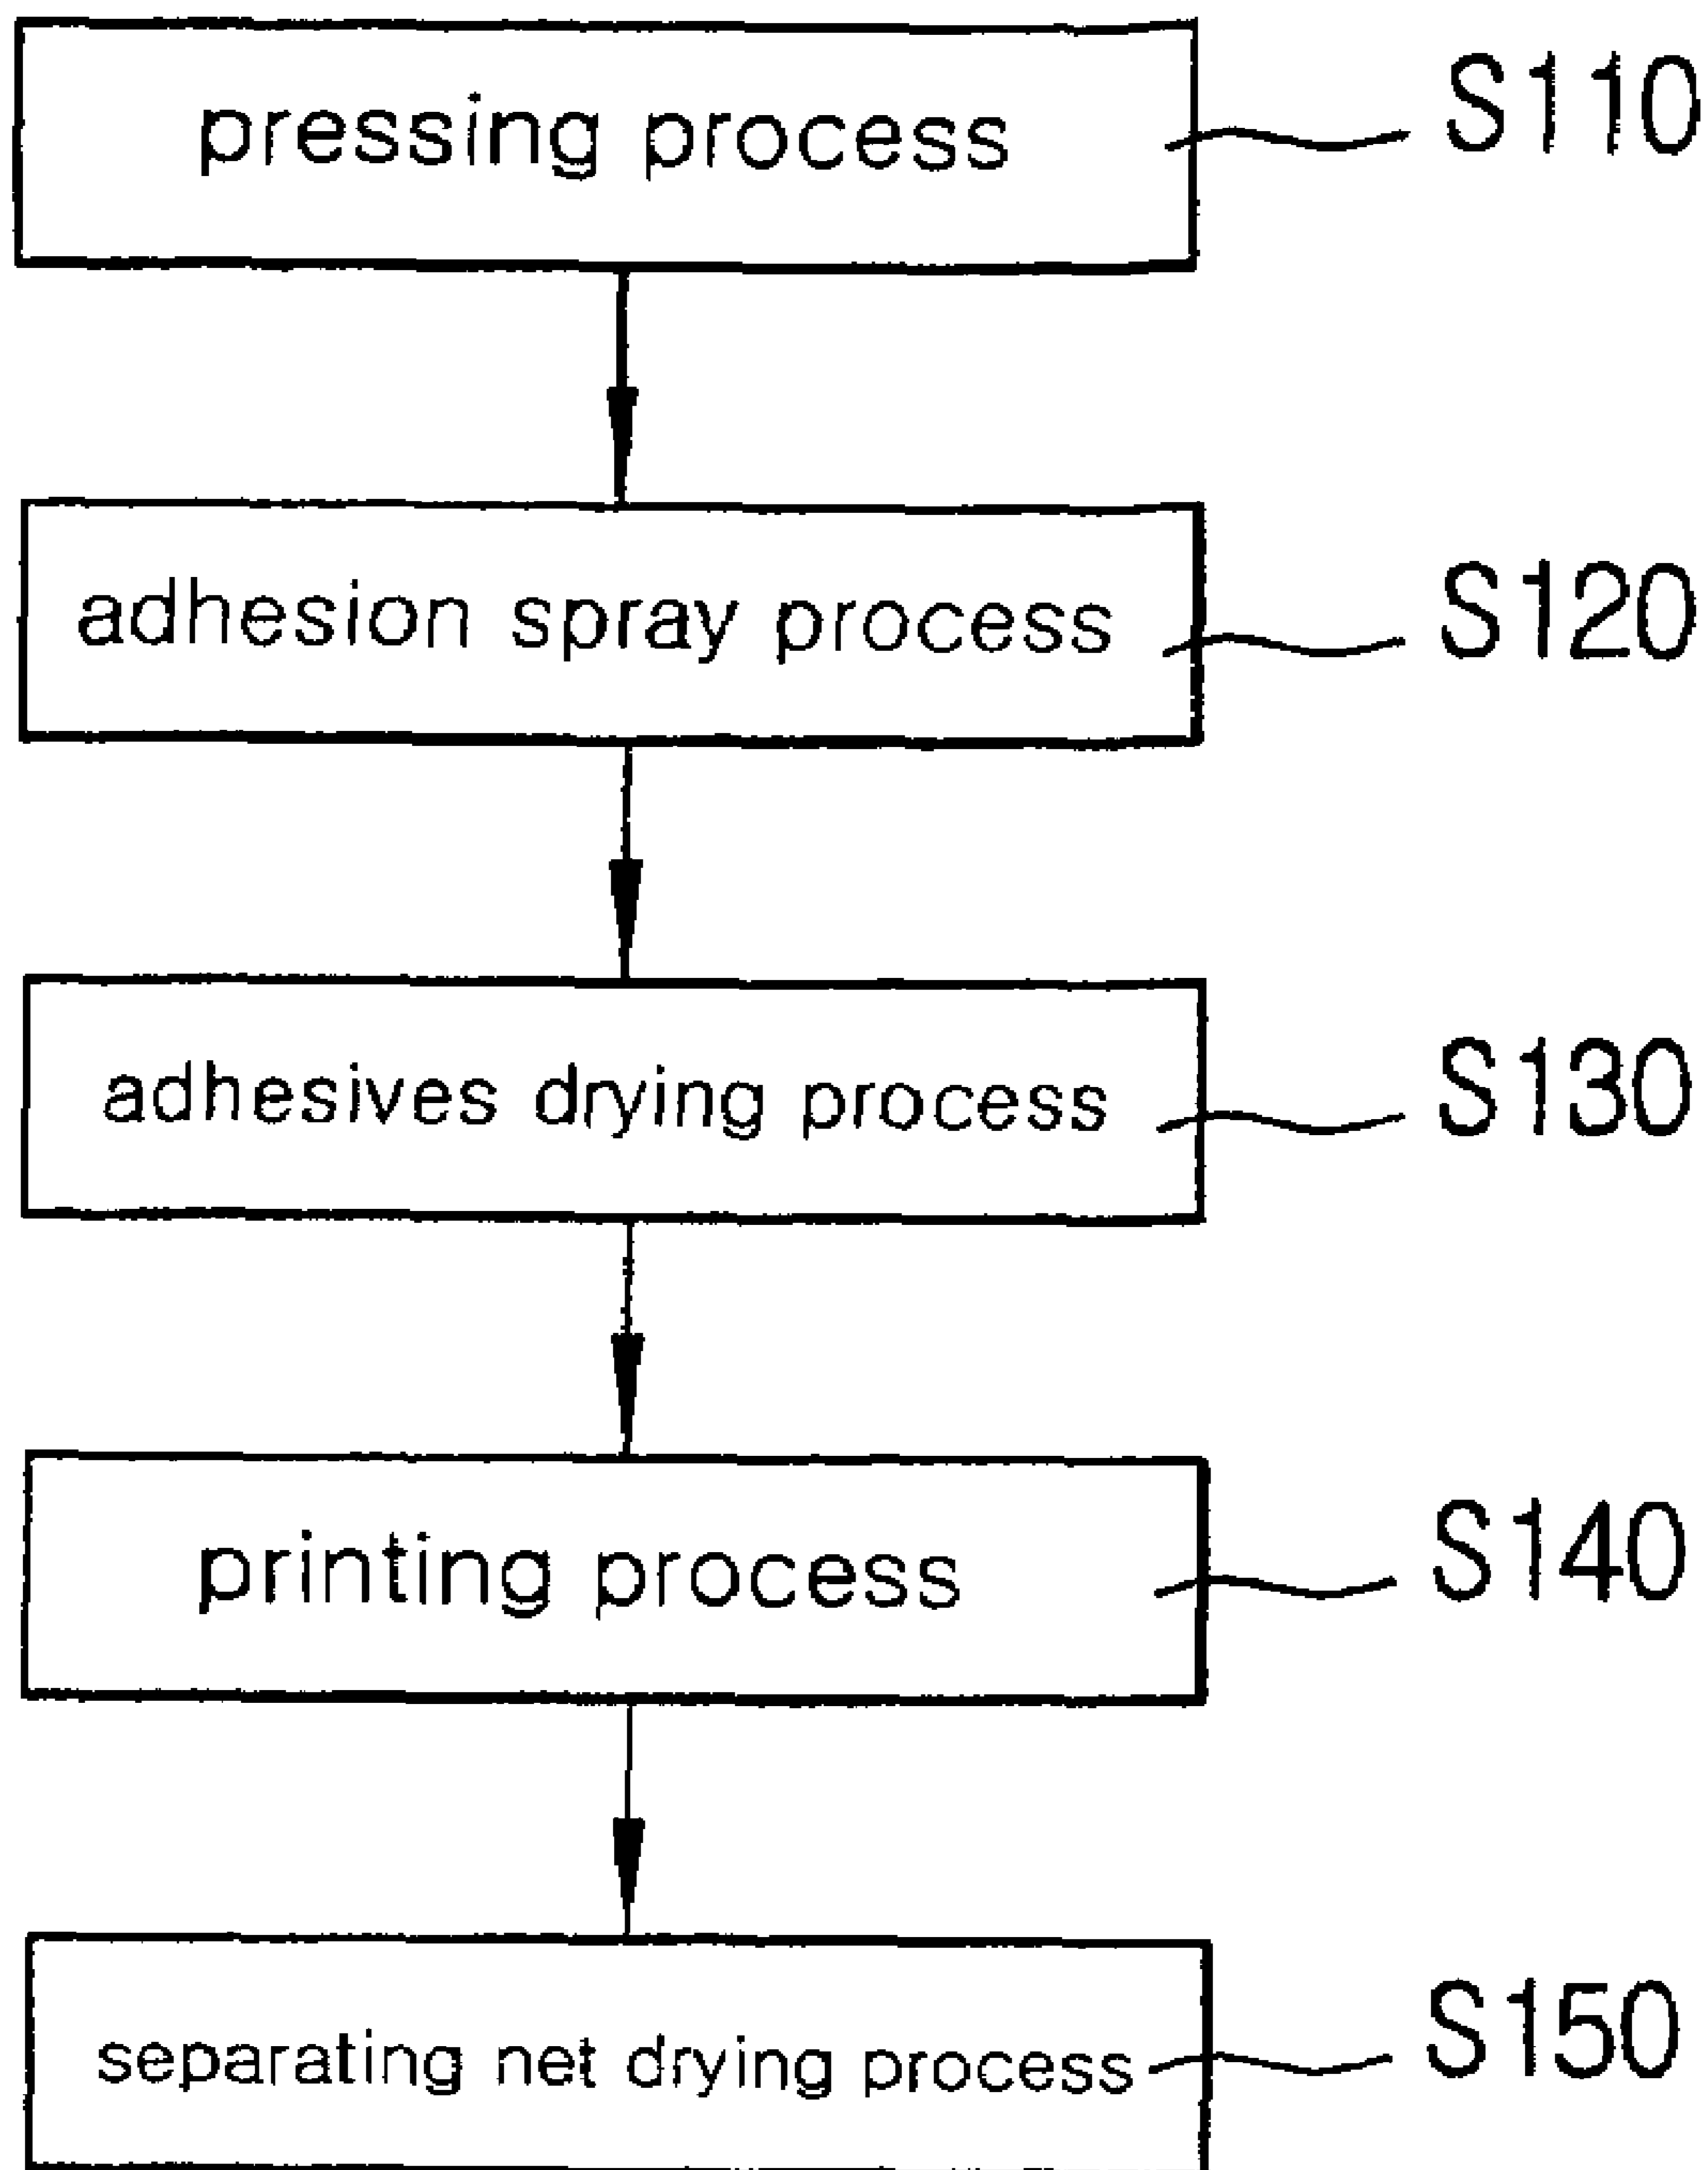 pressing process S110
adhesion spray process S120
adhesives drying process S130
printing process S140
separating net drying process S150